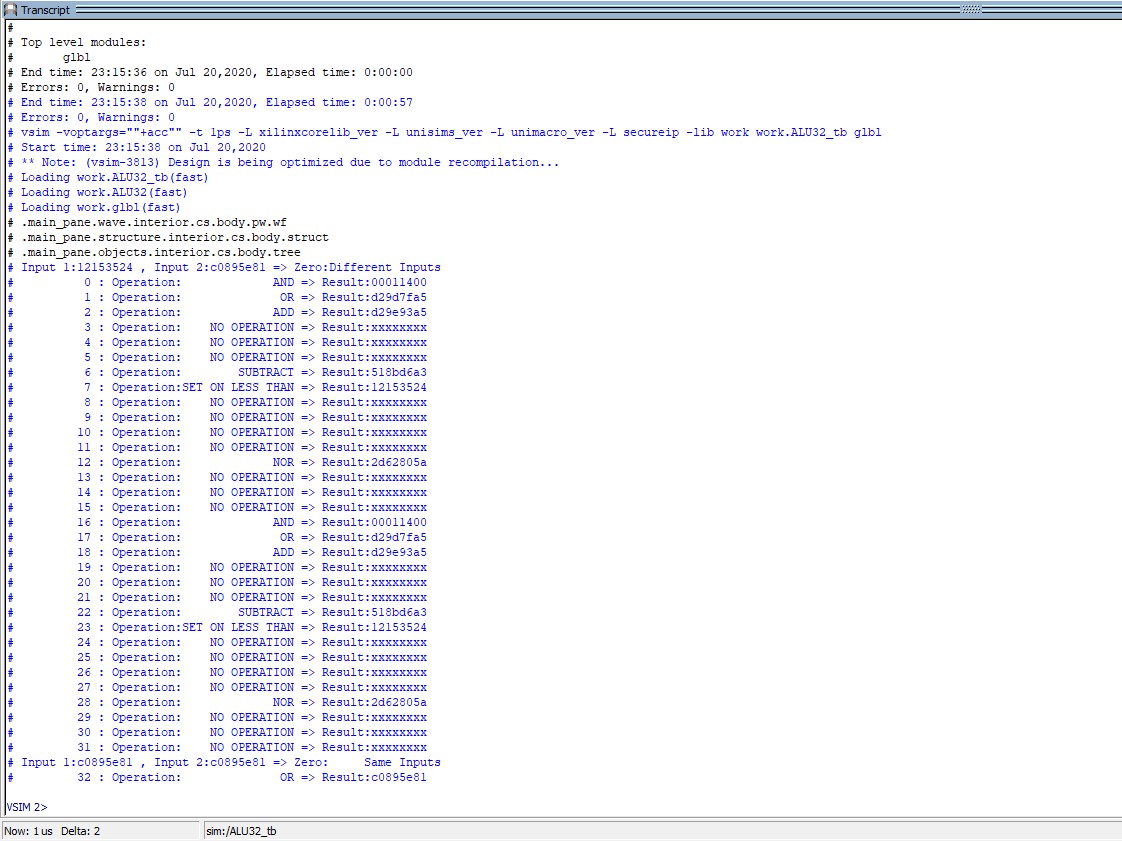 Transcript
#
# Top level modules:
#       glbl
# End time: 23:15:36 on Jul 20,2020, Elapsed time: 0:00:00
# Errors: 0, Warnings: 0
# End time: 23:15:38 on Jul 20,2020, Elapsed time: 0:00:57
# Errors: 0, Warnings: 0
# vsim -voptargs=""+acc"" -t 1ps -L xilinxcorelib_ver -L unisims_ver -L unimacro_ver -L secureip -lib work work.ALU32_tb glbl
# Start time: 23:15:38 on Jul 20,2020
# ** Note: (vsim-3813) Design is being optimized due to module recompilation...
# Loading work.ALU32_tb(fast)
# Loading work.ALU32(fast)
# Loading work.glbl(fast)
# .main_pane.wave.interior.cs.body.pw.wf
# .main_pane.structure.interior.cs.body.struct
# .main_pane.objects.interior.cs.body.tree
# Input 1:12153524 , Input 2:c0895e81 => Zero:Different Inputs
#          0 : Operation:             AND => Result:00011400
#          1 : Operation:              OR => Result:d29d7fa5
#          2 : Operation:             ADD => Result:d29e93a5
#          3 : Operation:    NO OPERATION => Result:xxxxxxxx
#          4 : Operation:    NO OPERATION => Result:xxxxxxxx
#          5 : Operation:    NO OPERATION => Result:xxxxxxxx
#          6 : Operation:        SUBTRACT => Result:518bd6a3
#          7 : Operation:SET ON LESS THAN => Result:12153524
#          8 : Operation:    NO OPERATION => Result:xxxxxxxx
#          9 : Operation:    NO OPERATION => Result:xxxxxxxx
#         10 : Operation:    NO OPERATION => Result:xxxxxxxx
#         11 : Operation:    NO OPERATION => Result:xxxxxxxx
#         12 : Operation:             NOR => Result:2d62805a
#         13 : Operation:    NO OPERATION => Result:xxxxxxxx
#         14 : Operation:    NO OPERATION => Result:xxxxxxxx
#         15 : Operation:    NO OPERATION => Result:xxxxxxxx
#         16 : Operation:             AND => Result:00011400
#         17 : Operation:              OR => Result:d29d7fa5
#         18 : Operation:             ADD => Result:d29e93a5
#         19 : Operation:    NO OPERATION => Result:xxxxxxxx
#         20 : Operation:    NO OPERATION => Result:xxxxxxxx
#         21 : Operation:    NO OPERATION => Result:xxxxxxxx
#         22 : Operation:        SUBTRACT => Result:518bd6a3
#         23 : Operation:SET ON LESS THAN => Result:12153524
#         24 : Operation:    NO OPERATION => Result:xxxxxxxx
#         25 : Operation:    NO OPERATION => Result:xxxxxxxx
#         26 : Operation:    NO OPERATION => Result:xxxxxxxx
#         27 : Operation:    NO OPERATION => Result:xxxxxxxx
#         28 : Operation:             NOR => Result:2d62805a
#         29 : Operation:    NO OPERATION => Result:xxxxxxxx
#         30 : Operation:    NO OPERATION => Result:xxxxxxxx
#         31 : Operation:    NO OPERATION => Result:xxxxxxxx
# Input 1:c0895e81 , Input 2:c0895e81 => Zero:     Same Inputs
#         32 : Operation:              OR => Result:c0895e81
VSIM 2>
Now: 1 us   Delta: 2   sim:/ALU32_tb